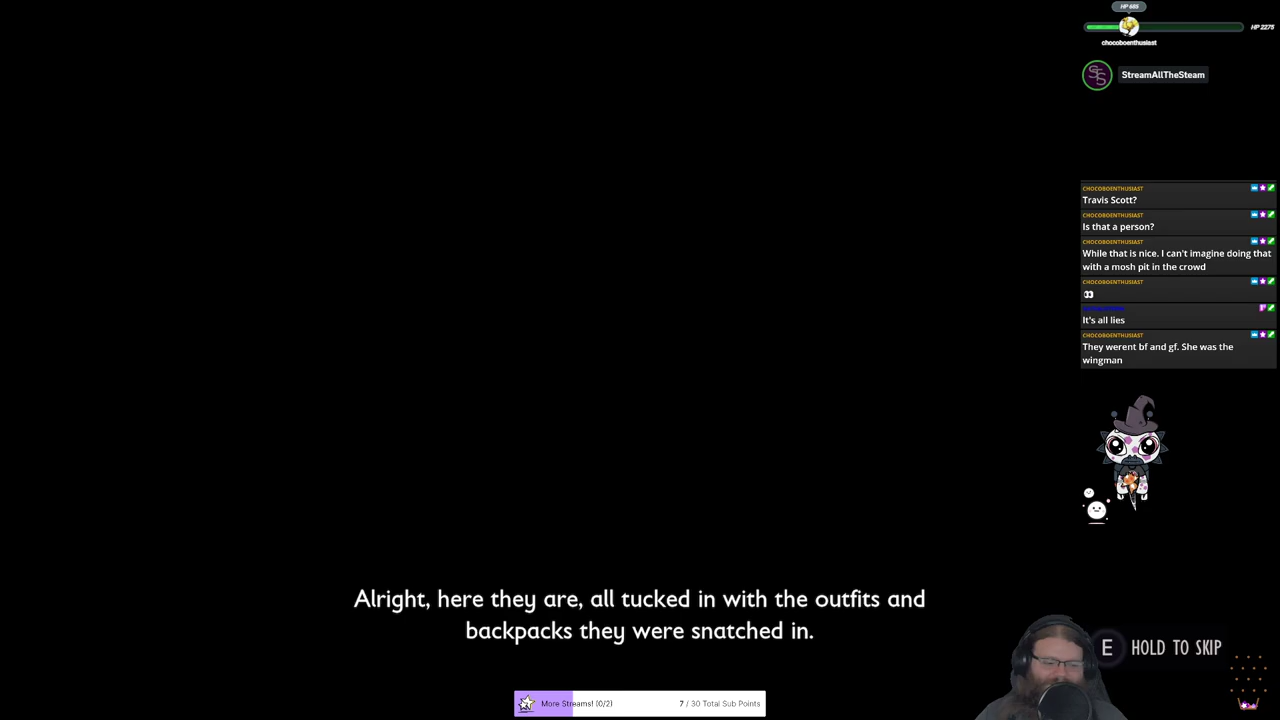 HP 665
HP 2275
chocoboenthusiast
StreamAllTheSteam
CHOCOBOENTHUSIAST
Travis Scott?
CHOCOBOENTHUSIAST
Is that a person?
CHOCOBOENTHUSIAST
While that is nice. I can't imagine doing that
with a mosh pit in the crowd
CHOCOBOENTHUSIAST
It's all lies
CHOCOBOENTHUSIAST
They werent bf and gf. She was the
wingman
Alright, here they are, all tucked in with the outfits and
backpacks they were snatched in.
E HOLD TO SKIP
More Streams! (0/2) 7 / 30 Total Sub Points